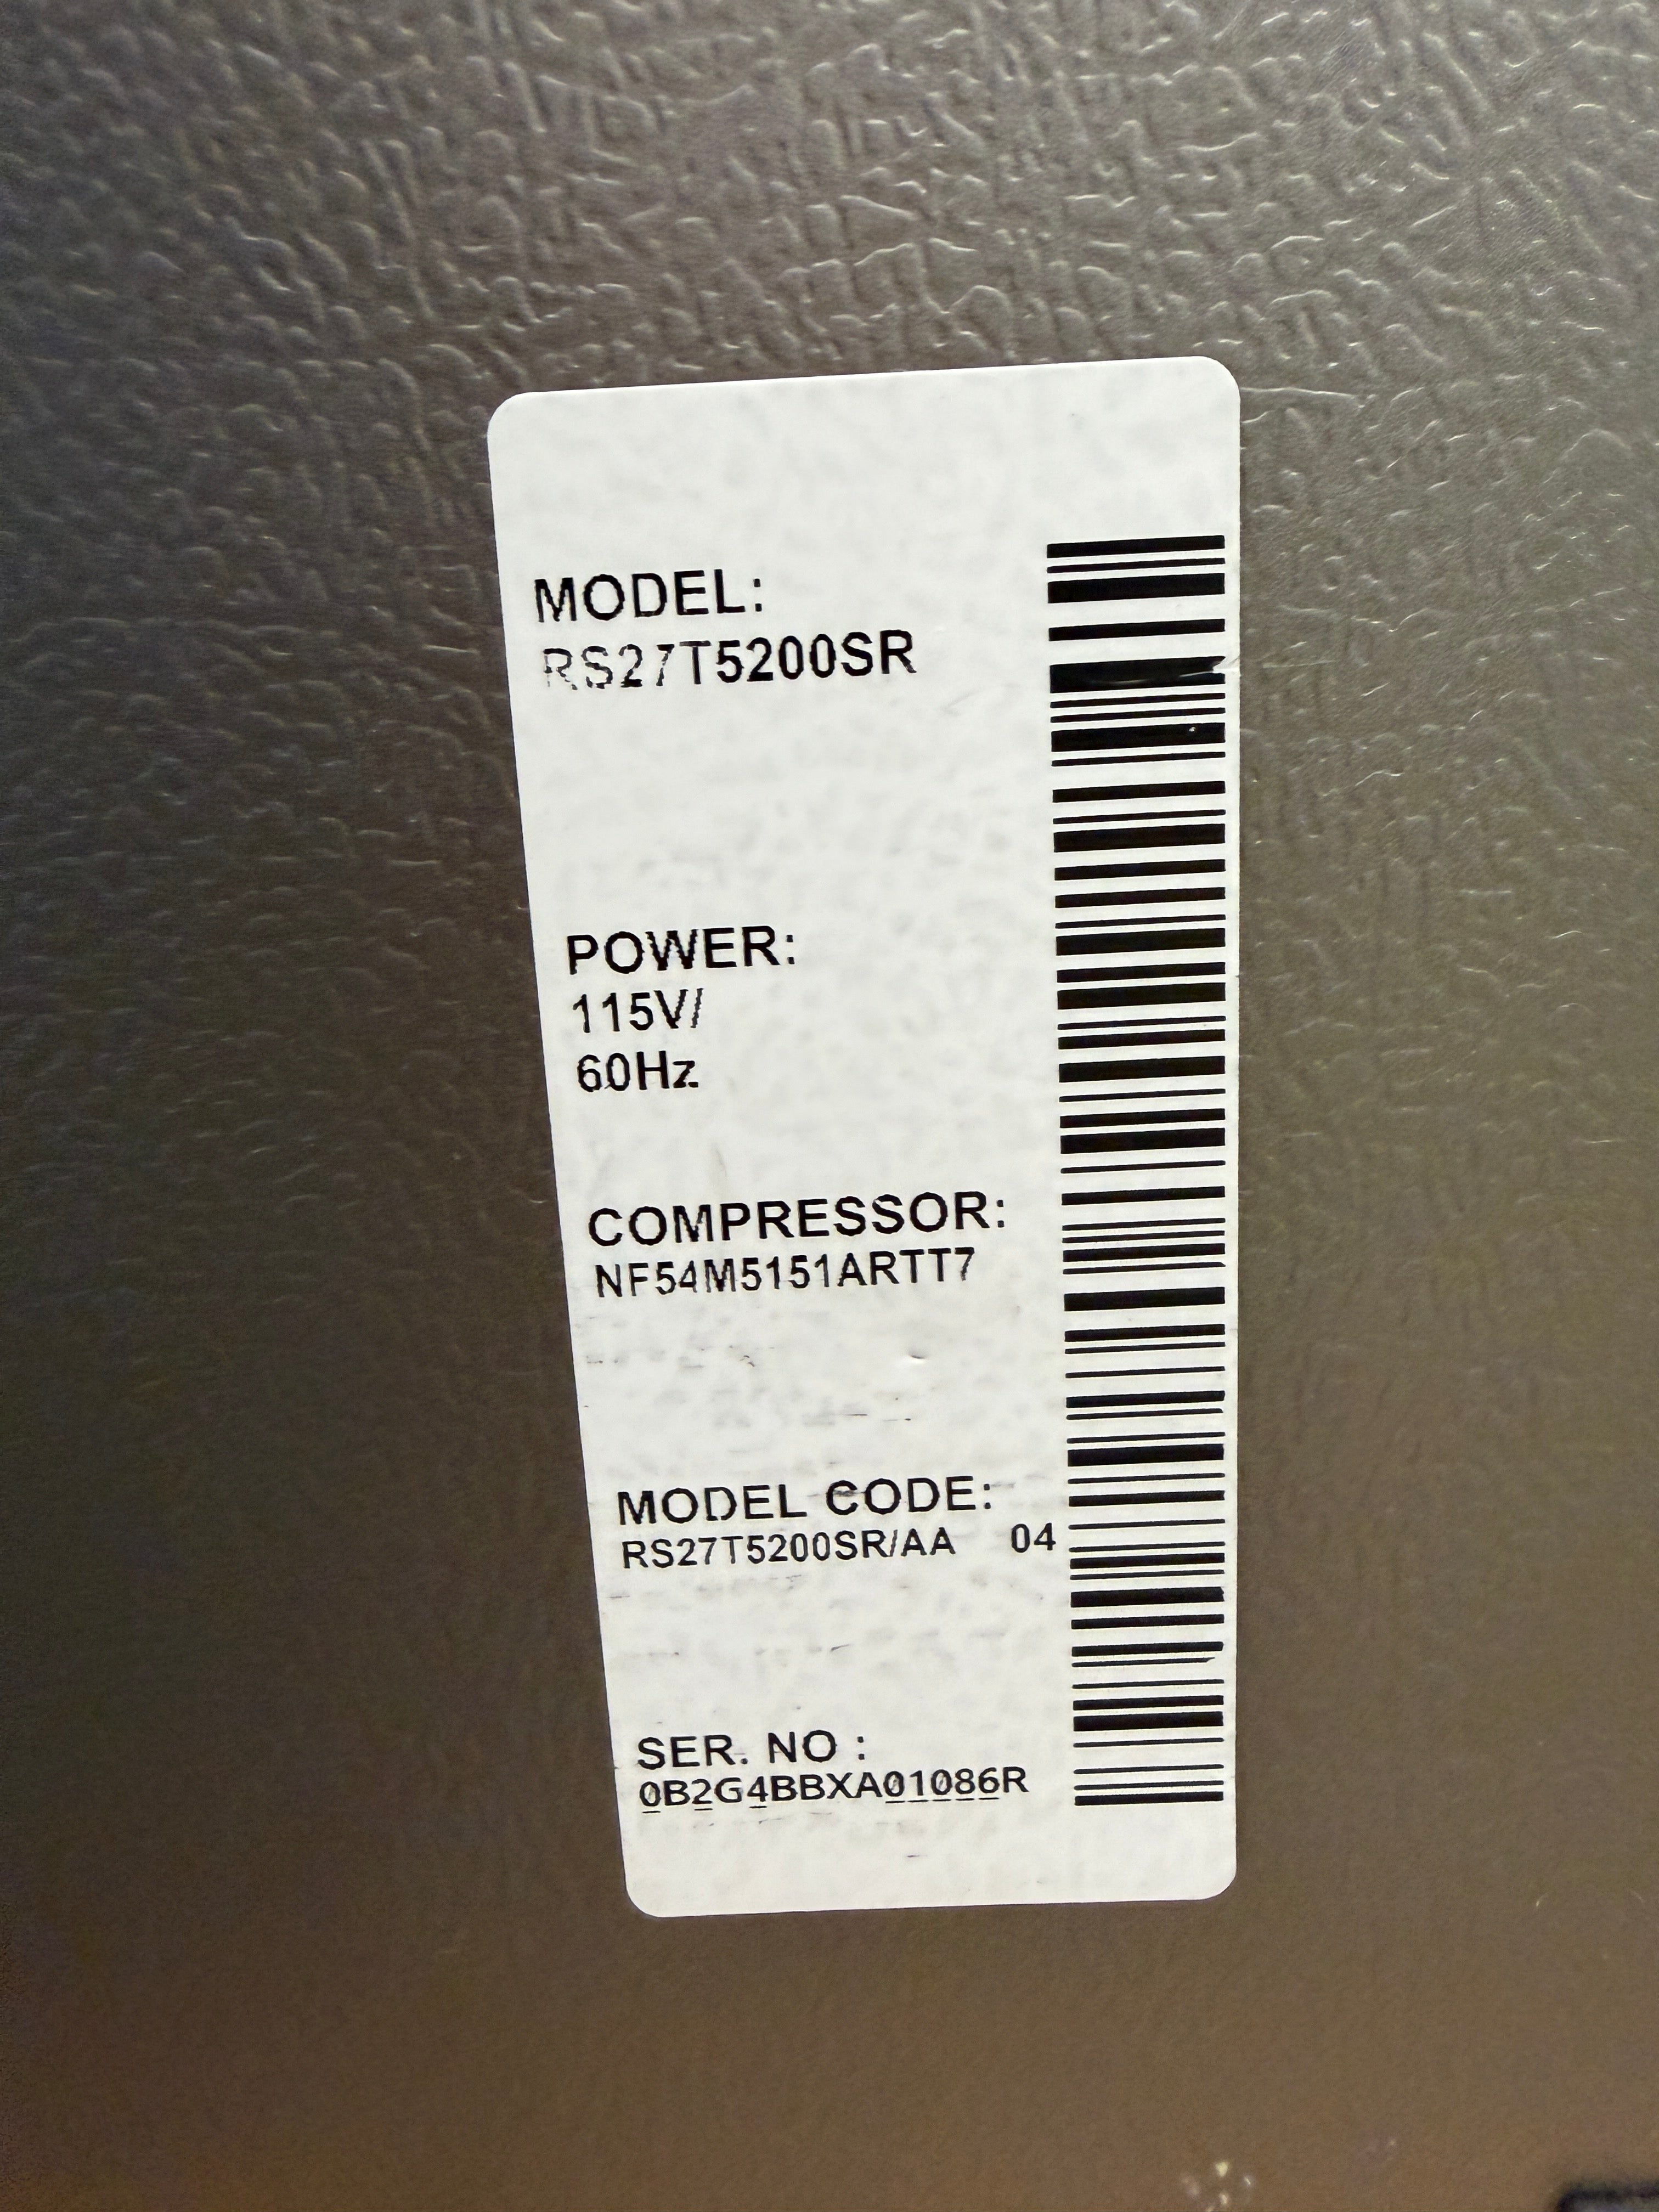 MODEL:
RS27T5200SR
POWER:
115V/
60Hz
COMPRESSOR:
NF54M5151ARTT7
MODEL CODE:
RS27T5200SR/AA 04
SER. NO :
0B2G4BBXA01086R